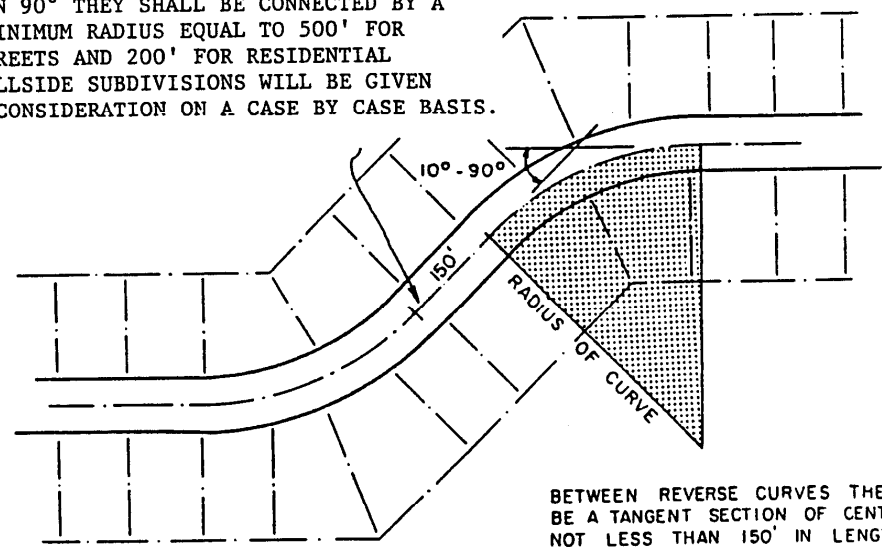 N 90° THEY SHALL BE CONNECTED BY A
INIMUM RADIUS EQUAL TO 500' FOR
REETS AND 200' FOR RESIDENTIAL
LLSIDE SUBDIVISIONS WILL BE GIVEN
CONSIDERATION ON A CASE BY CASE BASIS.
10° - 90°
150'
RADIUS OF CURVE
BETWEEN REVERSE CURVES THE
BE A TANGENT SECTION OF CENT
NOT LESS THAN 150' IN LENG